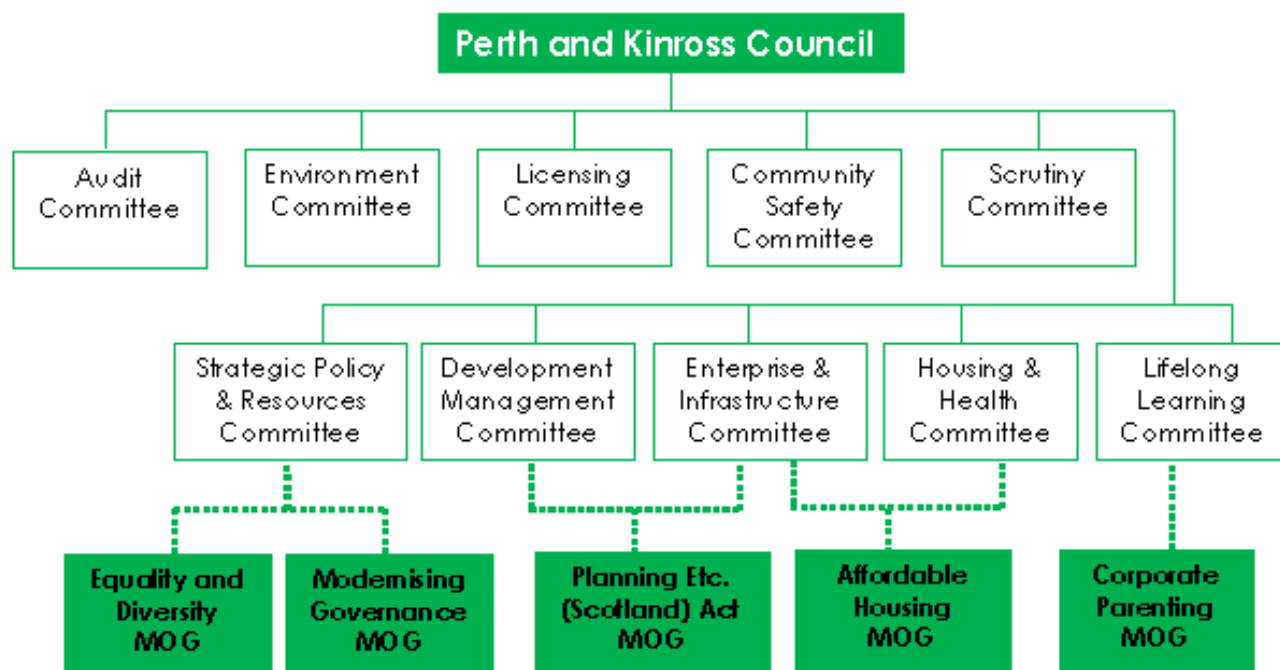 Perth and Kinross Council
Audit
Committee
Environment
Committee
Licensing
Committee
Community
Safety
Committee
Scrutiny
Committee
Strategic Policy
& Resources
Committee
Development
Management
Committee
Enterprise &
Infrastructure
Committee
Housing &
Health
Committee
Lifelong
Learning
Committee
Equality and
Diversity
MOG
Modernising
Governance
MOG
Planning Etc.
(Scotland) Act
MOG
Affordable
Housing
MOG
Corporate
Parenting
MOG